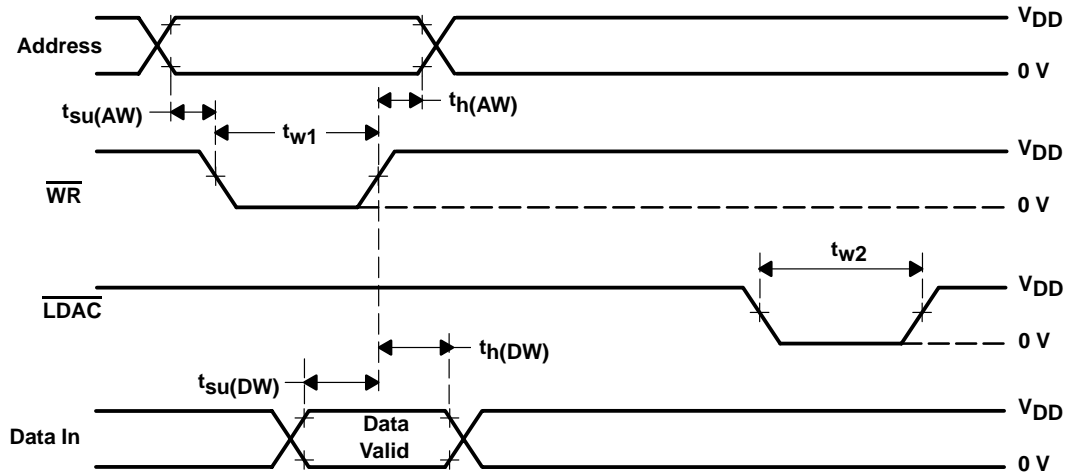 VDD
Address
0 V
tsu(AW)
th(AW)
tw1
VDD
WR
0 V
tw2
VDD
LDAC
0 V
th(DW)
tsu(DW)
VDD
Data In
Data
Valid
0 V